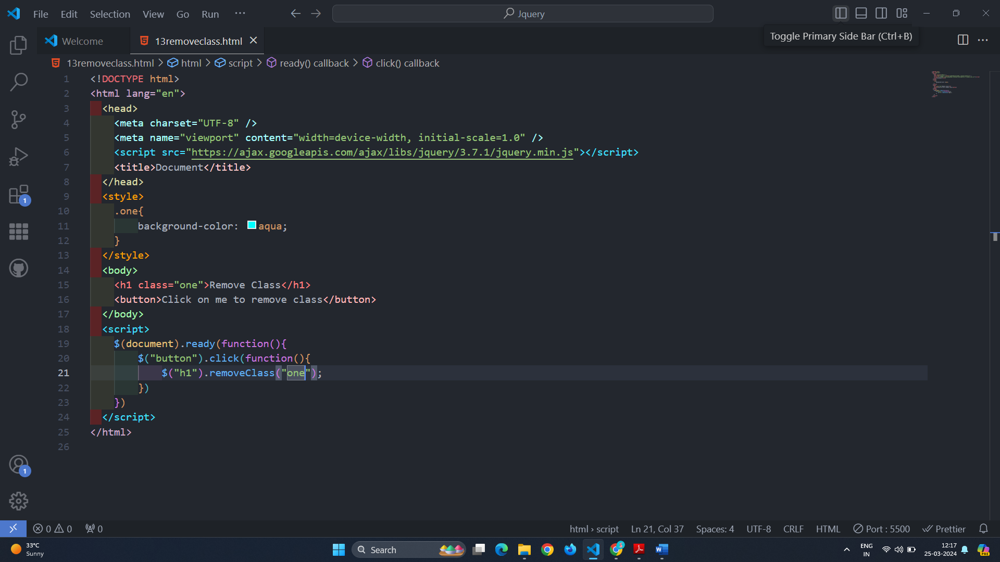 File Edit Selection View Go Run ···
Jquery
Toggle Primary Side Bar (Ctrl+B)
Welcome
13removeclass.html
13removeclass.html > html > script > ready() callback > click() callback
1 <!DOCTYPE html>
2 <html lang="en">
3 <head>
4 <meta charset="UTF-8" />
5 <meta name="viewport" content="width=device-width, initial-scale=1.0" />
6 <script src="https://ajax.googleapis.com/ajax/libs/jquery/3.7.1/jquery.min.js"></script>
7 <title>Document</title>
8 </head>
9 <style>
10 .one{
11 background-color: aqua;
12 }
13 </style>
14 <body>
15 <h1 class="one">Remove Class</h1>
16 <button>Click on me to remove class</button>
17 </body>
18 <script>
19 $(document).ready(function(){
20 $("button").click(function(){
21 $("h1").removeClass("one");
22 })
23 })
24 </script>
25 </html>
26
1
1
0 0 0
html › script Ln 21, Col 37 Spaces: 4 UTF-8 CRLF HTML Port : 5500 Prettier
33°C
Sunny
Search
ENG
IN
12:17
25-03-2024
PRE